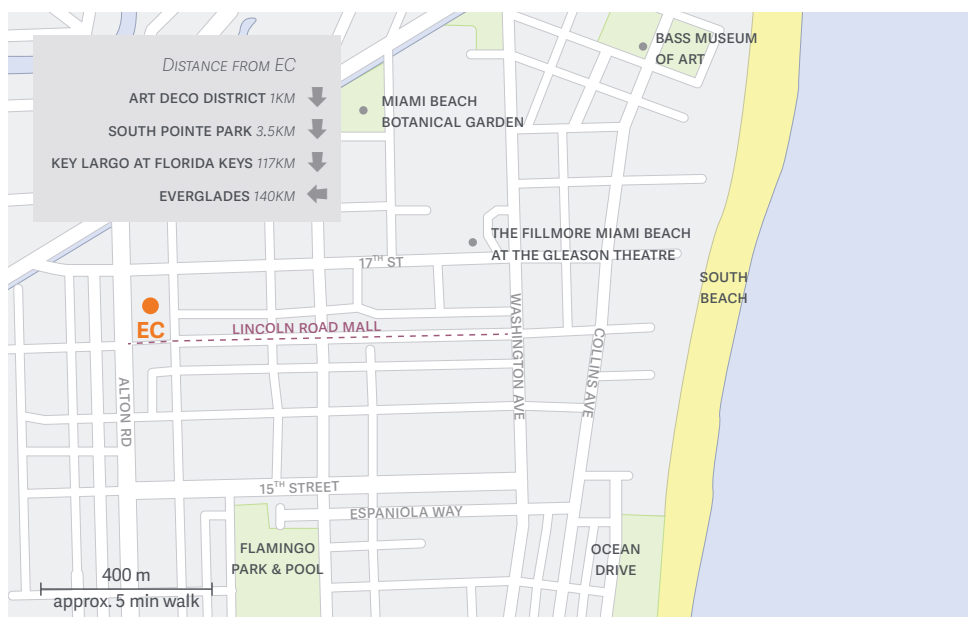 DISTANCE FROM EC
ART DECO DISTRICT 1KM
SOUTH POINTE PARK 3.5KM
KEY LARGO AT FLORIDA KEYS 117KM
EVERGLADES 140KM
BASS MUSEUM
OF ART
MIAMI BEACH
BOTANICAL GARDEN
THE FILLMORE MIAMI BEACH
AT THE GLEASON THEATRE
17TH ST
SOUTH
BEACH
EC
LINCOLN ROAD MALL
WASHINGTON AVE
COLLINS AVE
ALTON RD
15TH STREET
ESPANIOLA WAY
FLAMINGO
PARK & POOL
OCEAN
DRIVE
400 m
approx. 5 min walk